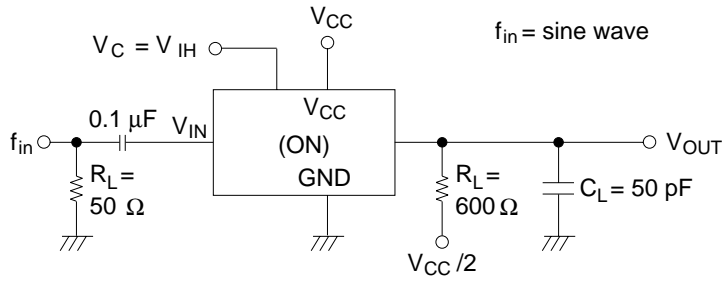 V_CC
V_C = V_IH
f_in = sine wave
0.1 μF
V_IN
V_CC
f_in
(ON)
V_OUT
GND
R_L =
50 Ω
R_L =
600 Ω
C_L = 50 pF
V_CC /2